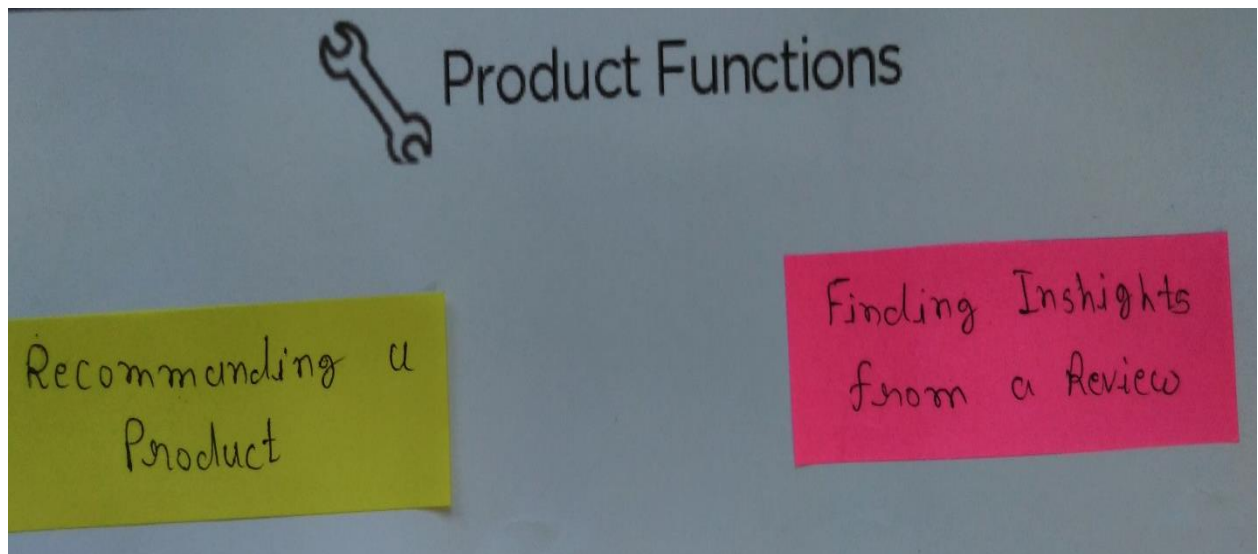 Product Functions
Recommanding a
Product
Finding Inshights
from a Review